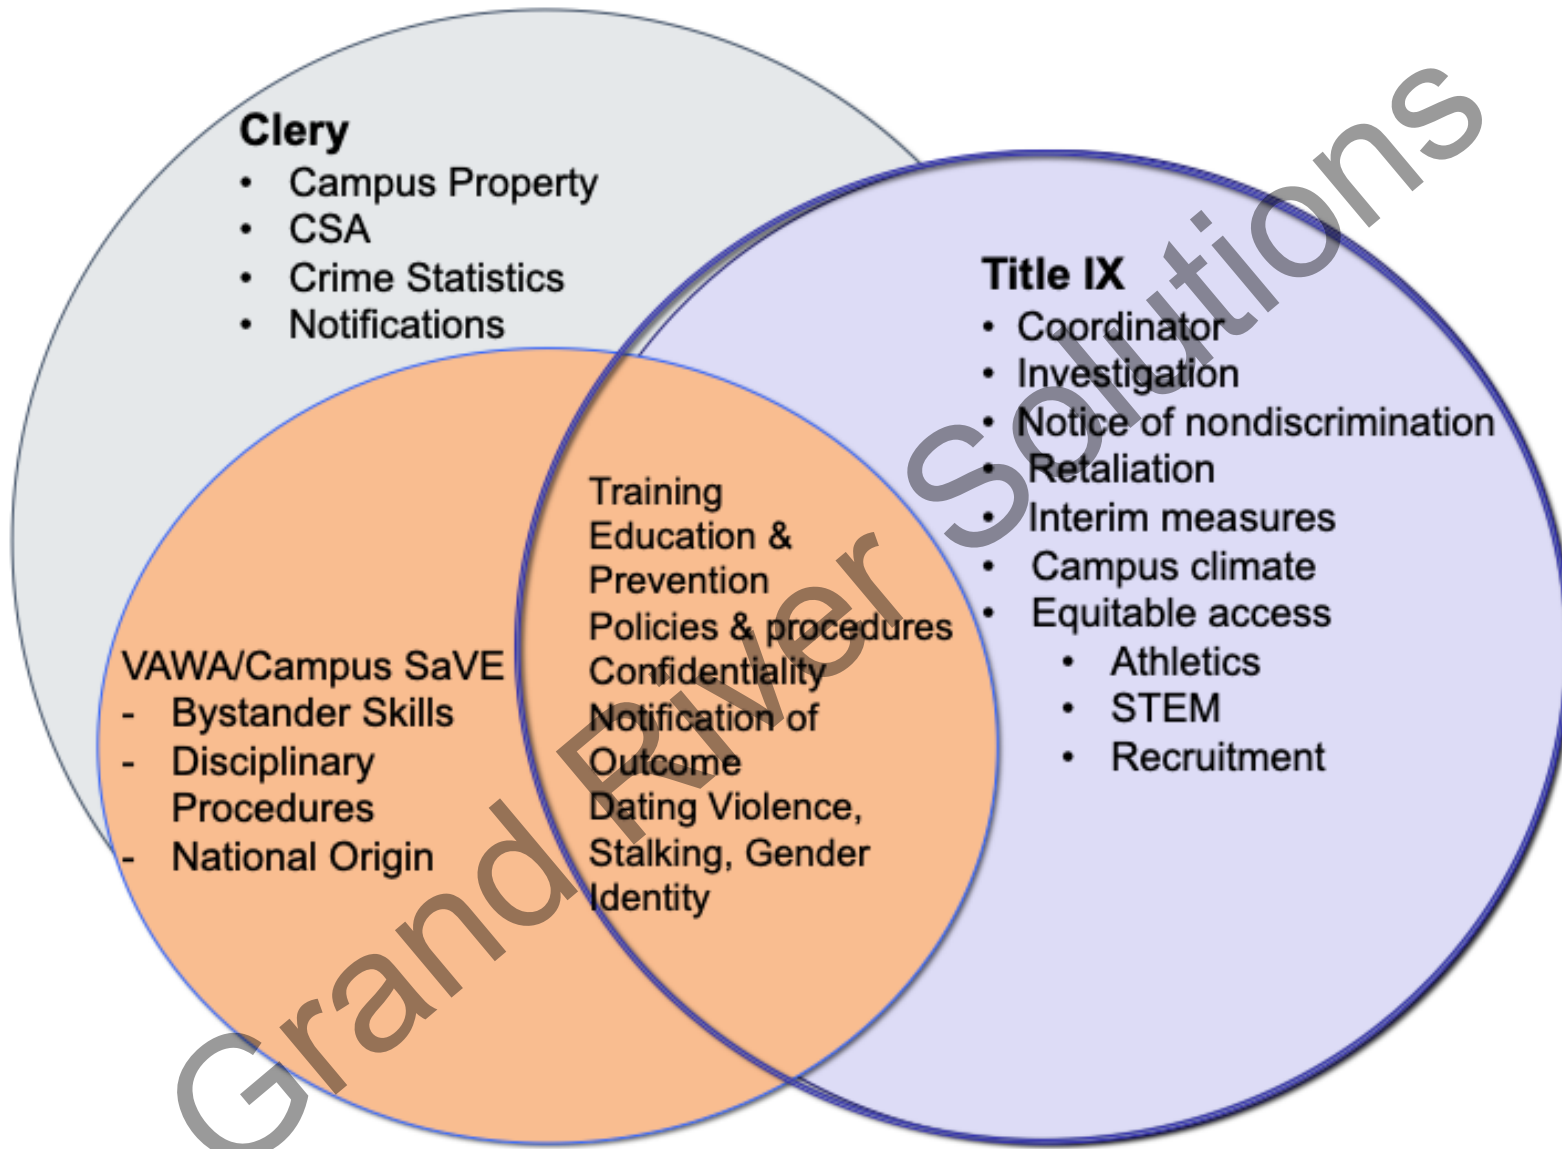 Clery
• Campus Property
• CSA
• Crime Statistics
• Notifications
Title IX
• Coordinator
• Investigation
• Notice of nondiscrimination
• Retaliation
• Interim measures
• Campus climate
• Equitable access
• Athletics
• STEM
• Recruitment
VAWA/Campus SaVE
- Bystander Skills
- Disciplinary
Procedures
- National Origin
Training
Education &
Prevention
Policies & procedures
Confidentiality
Notification of
Outcome
Dating Violence,
Stalking, Gender
Identity
Grand River Solutions